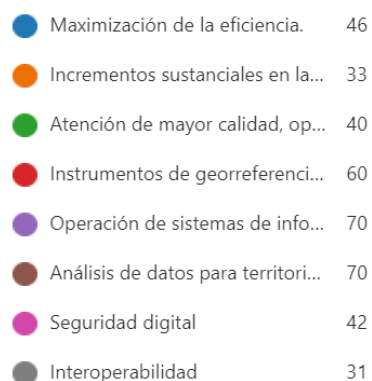 Maximización de la eficiencia. 46
Incrementos sustanciales en la... 33
Atención de mayor calidad, op... 40
Instrumentos de georreferenci... 60
Operación de sistemas de info... 70
Análisis de datos para territori... 70
Seguridad digital 42
Interoperabilidad 31